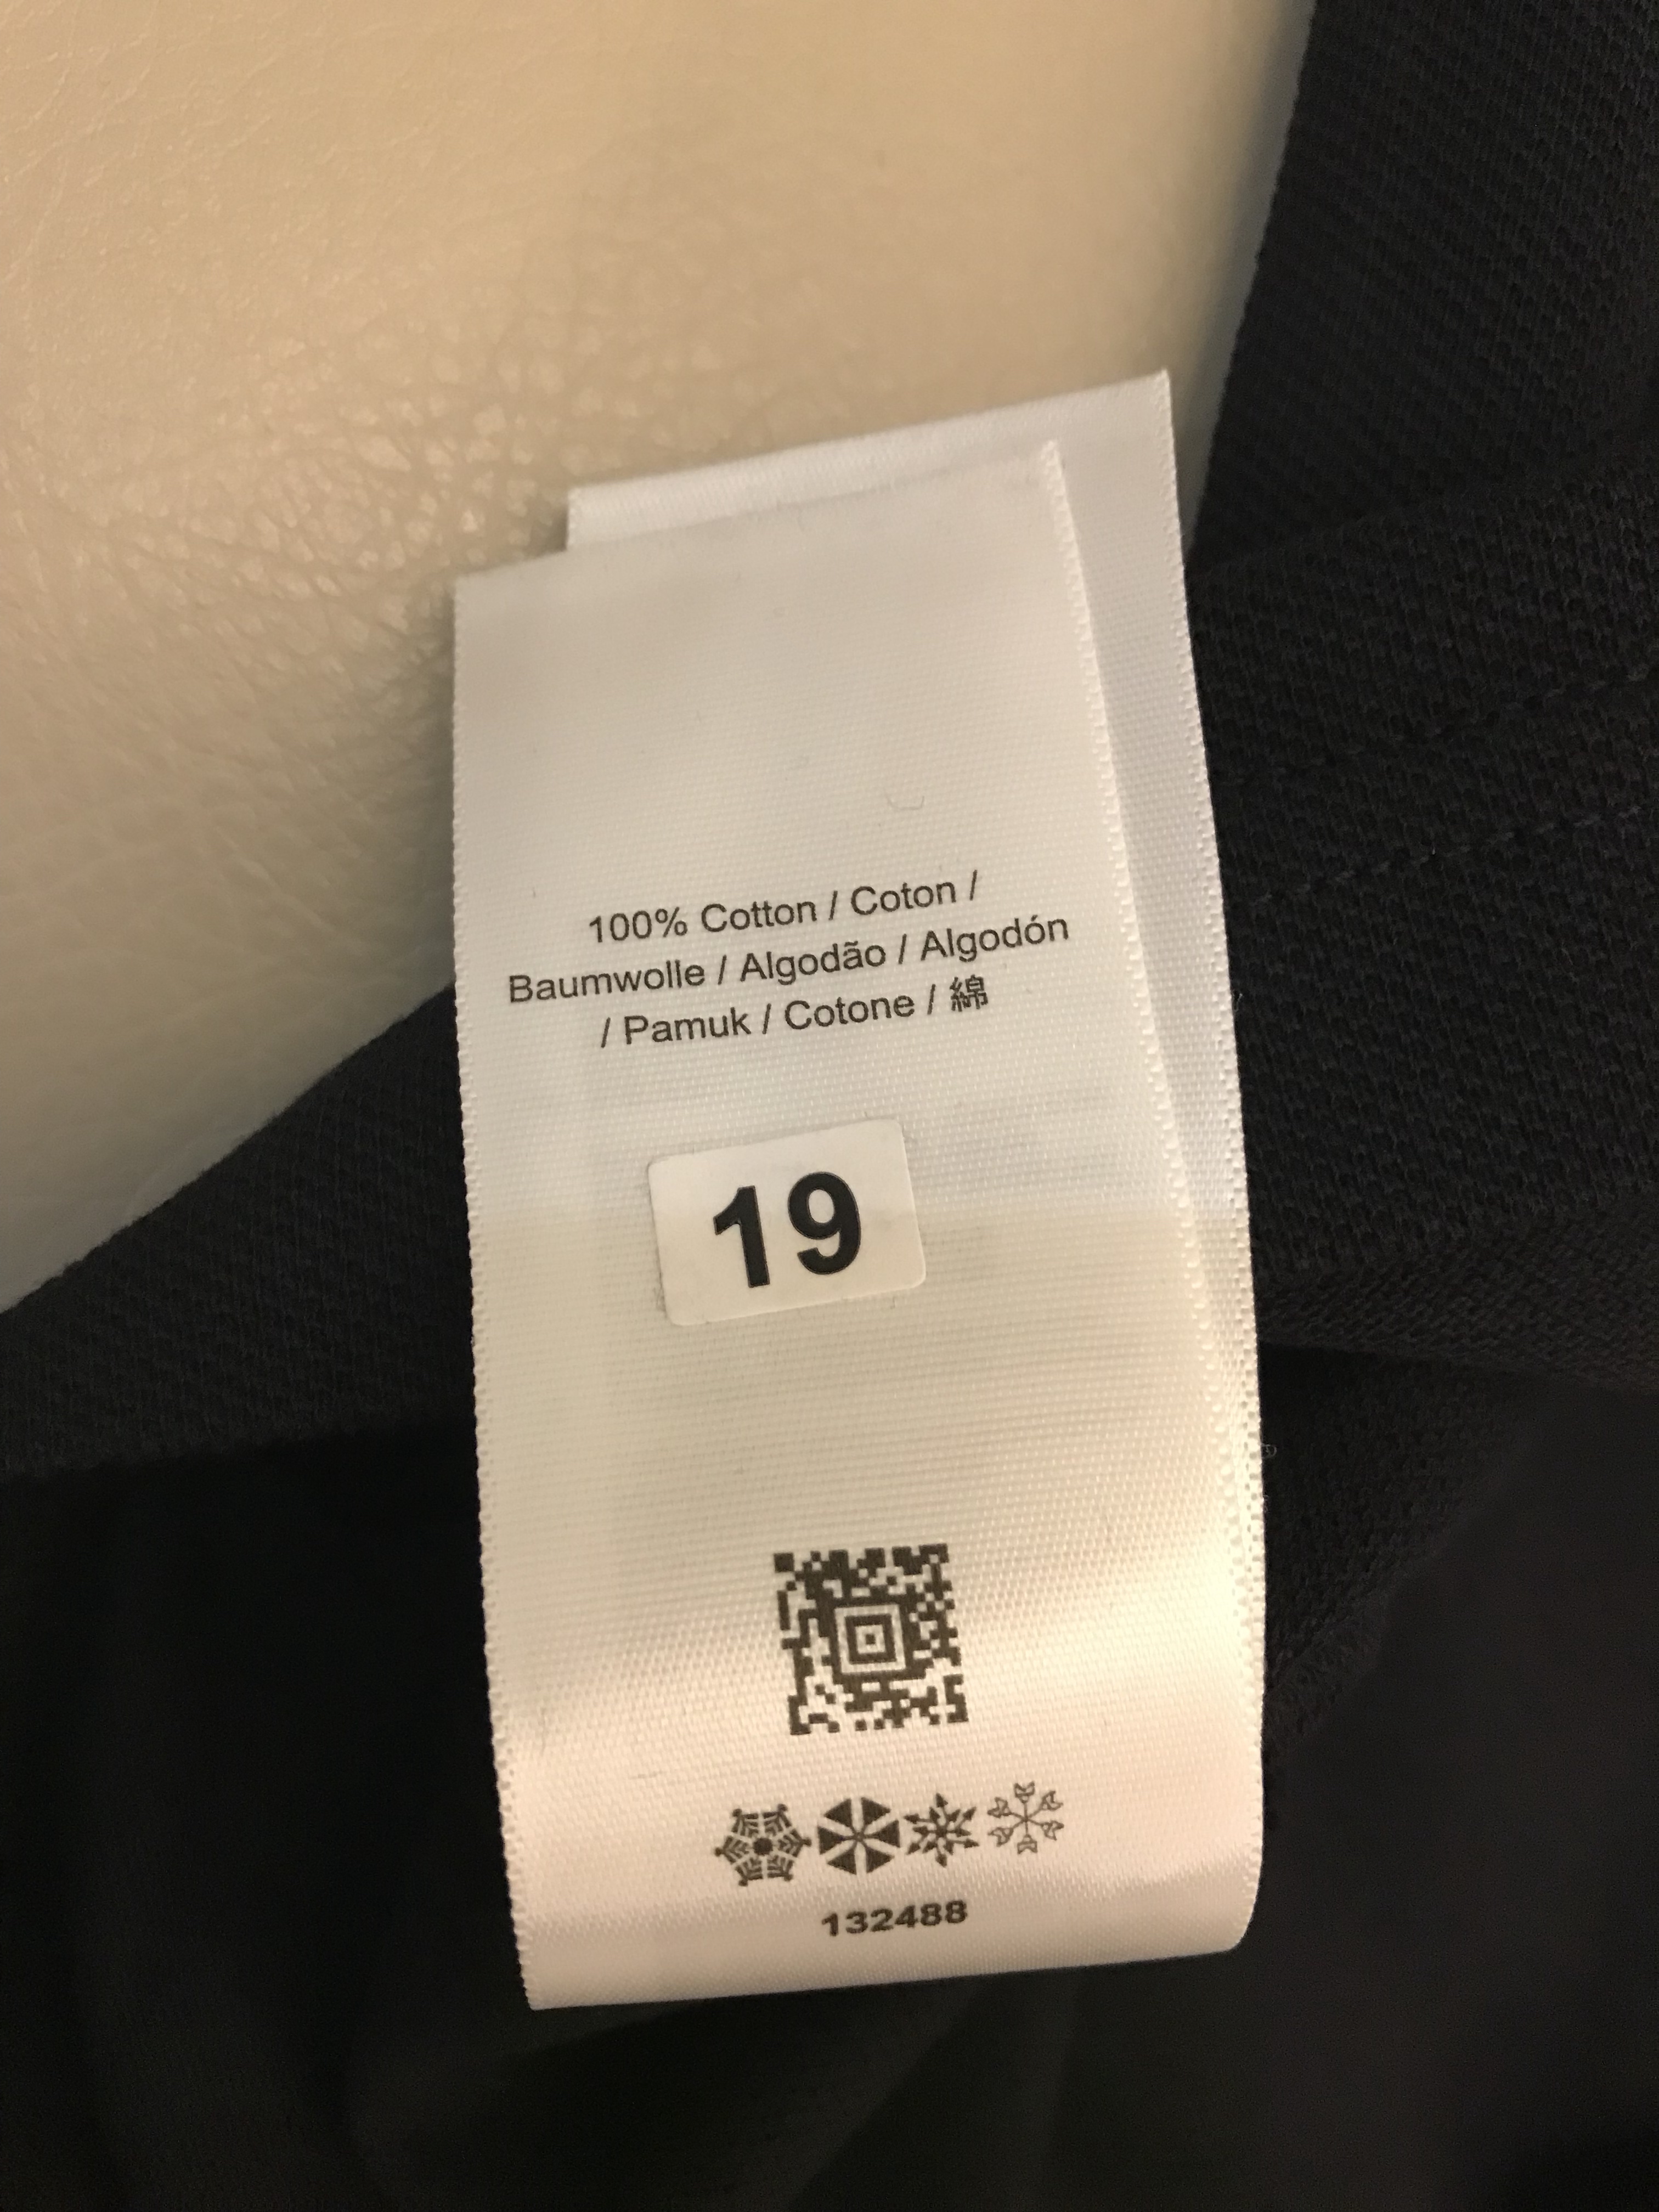 100% Cotton / Coton /
Baumwolle / Algodão / Algodón
/ Pamuk / Cotone / 綿
19
132488